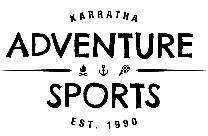 KARRATHA
ADVENTURE
SPORTS
EST. 1990